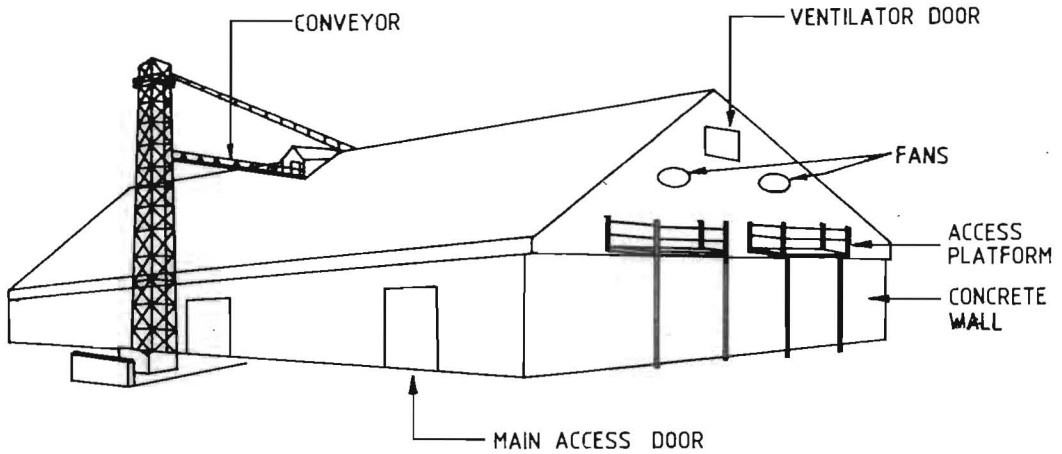 CONVEYOR
VENTILATOR DOOR
FANS
ACCESS
PLATFORM
CONCRETE
WALL
MAIN ACCESS DOOR